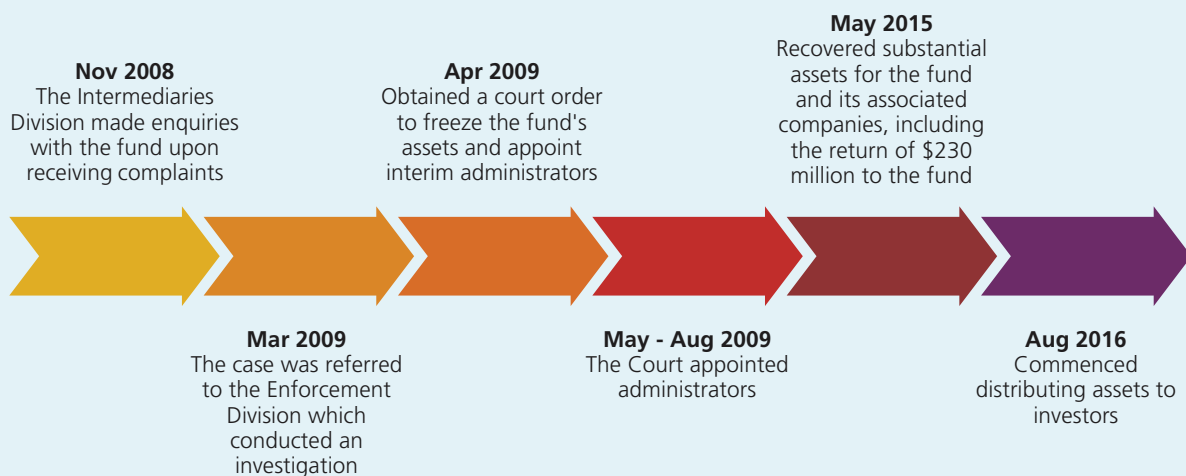 Nov 2008
The Intermediaries
Division made enquiries
with the fund upon
receiving complaints
Mar 2009
The case was referred
to the Enforcement
Division which
conducted an
investigation
Apr 2009
Obtained a court order
to freeze the fund's
assets and appoint
interim administrators
May - Aug 2009
The Court appointed
administrators
May 2015
Recovered substantial
assets for the fund
and its associated
companies, including
the return of $230
million to the fund
Aug 2016
Commenced
distributing assets to
investors